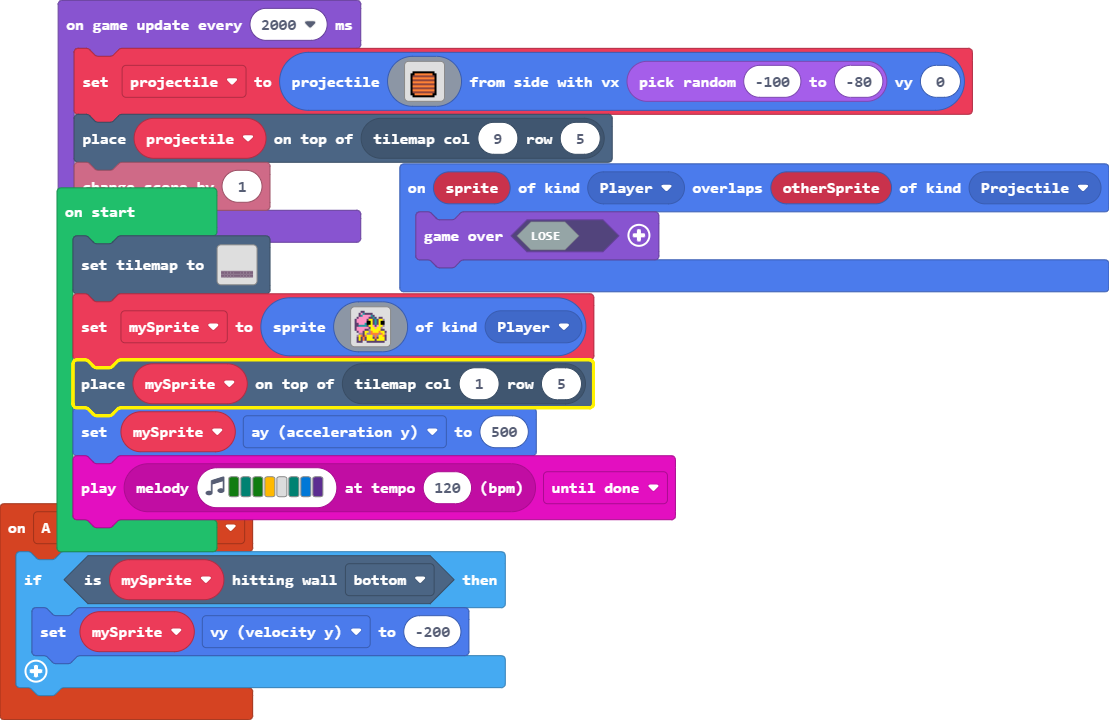 on game update every 2000 ms
set projectile to projectile from side with vx pick random -100 to -80 vy 0
place projectile on top of tilemap col 9 row 5
change score by 1
on sprite of kind Player overlaps otherSprite of kind Projectile
game over LOSE
on start
set tilemap to
set mySprite to sprite of kind Player
place mySprite on top of tilemap col 1 row 5
set mySprite ay (acceleration y) to 500
play melody at tempo 120 (bpm) until done
on A
if is mySprite hitting wall bottom then
set mySprite vy (velocity y) to -200